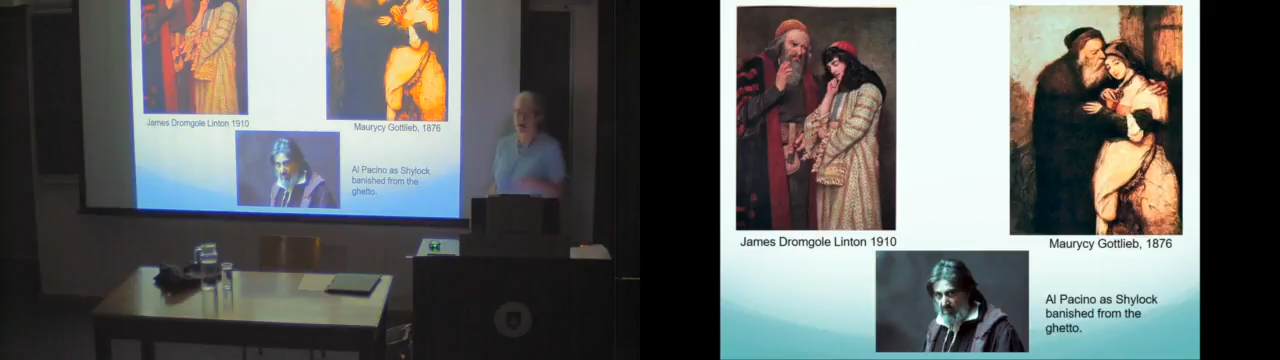 James Dromgole Linton 1910
Maurycy Gottlieb, 1876
Al Pacino as Shylock
banished from the
ghetto.
James Dromgole Linton 1910
Maurycy Gottlieb, 1876
Al Pacino as Shylock
banished from the
ghetto.